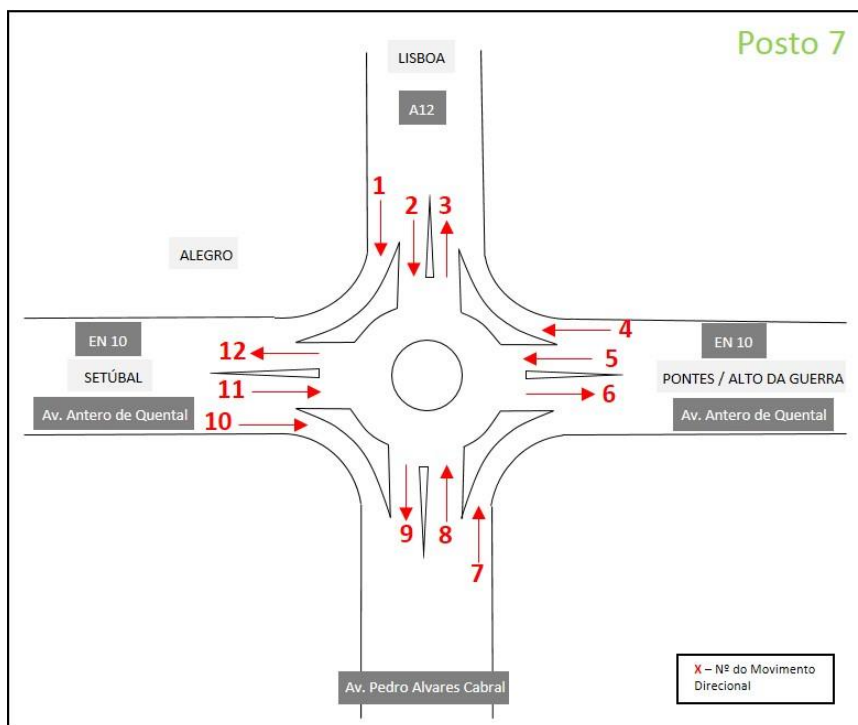 Posto 7
LISBOA
A12
1
2
3
ALEGRO
4
EN 10
EN 10
12
5
SETÚBAL
PONTES / ALTO DA GUERRA
11
6
Av. Antero de Quental
Av. Antero de Quental
10
9
8
7
X – Nº do Movimento
Direcional
Av. Pedro Alvares Cabral